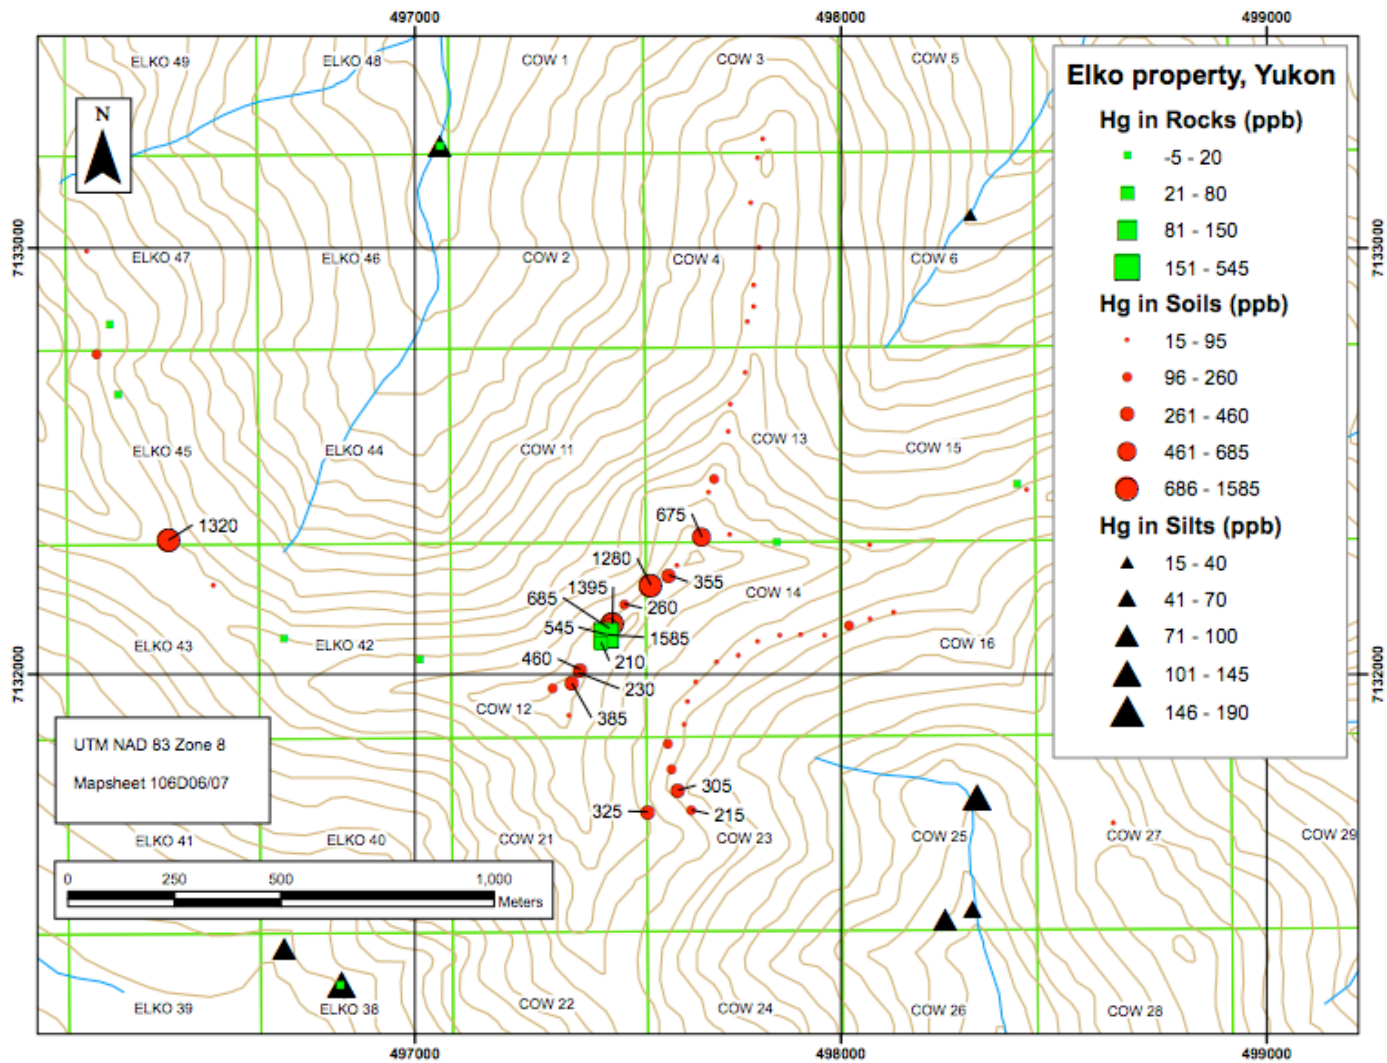 497000
498000
499000
ELKO 49
ELKO 48
COW 1
COW 3
COW 5
N
Elko property, Yukon
Hg in Rocks (ppb)
-5 - 20
21 - 80
81 - 150
151 - 545
Hg in Soils (ppb)
15 - 95
96 - 260
261 - 460
461 - 685
686 - 1585
Hg in Silts (ppb)
15 - 40
41 - 70
71 - 100
101 - 145
146 - 190
7133000
7133000
ELKO 47
ELKO 46
COW 2
COW 4
COW 6
ELKO 45
ELKO 44
COW 11
COW 13
COW 15
1320
675
1280
355
1395
COW 14
685
260
545
1585
ELKO 43
ELKO 42
COW 16
210
460
7132000
7132000
230
COW 12
385
UTM NAD 83 Zone 8
Mapsheet 106D06/07
305
325
215
ELKO 41
ELKO 40
COW 21
COW 23
COW 25
COW 27
COW 29
0
250
500
1,000
Meters
ELKO 39
ELKO 38
COW 22
COW 24
COW 26
COW 28
497000
498000
499000